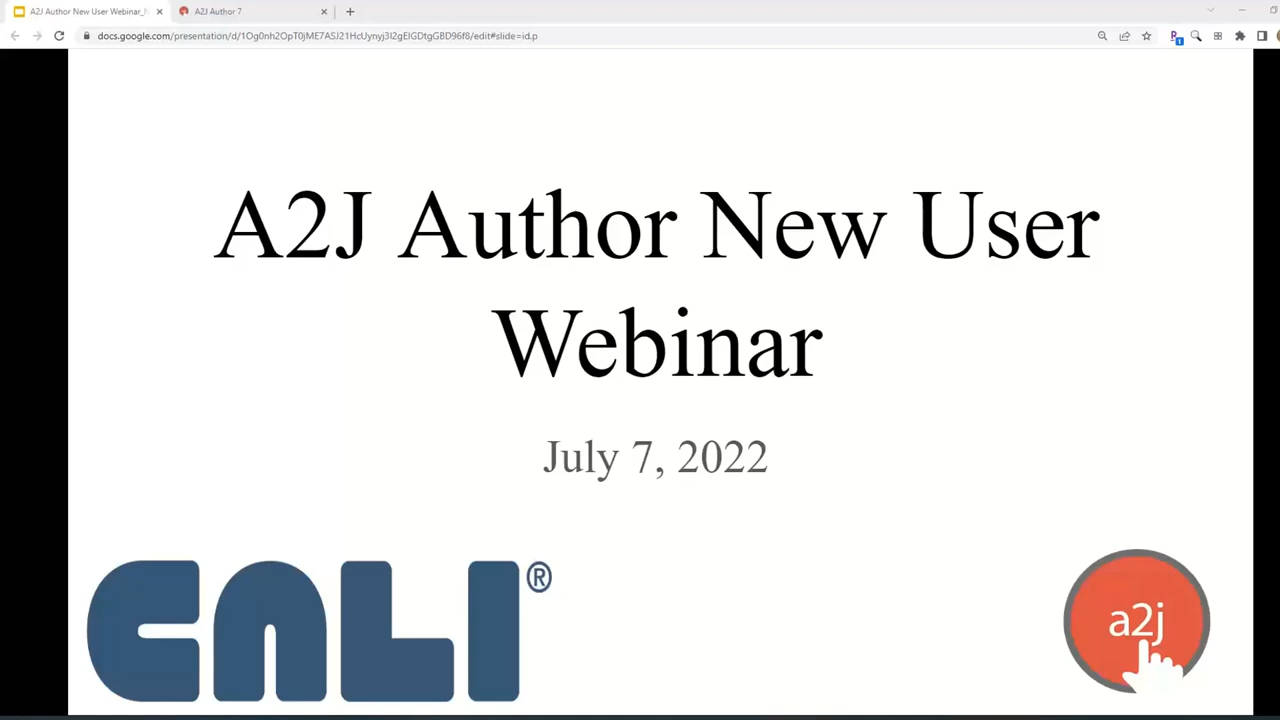 A2J Author New User Webinar_N
A2J Author 7
docs.google.com/presentation/d/1Og0nh2OpT0jME7ASJ21HcUynyj3I2gEIGDtgGBD96f8/edit#slide=id.p
A2J Author New User
Webinar
July 7, 2022
CALI®
a2j